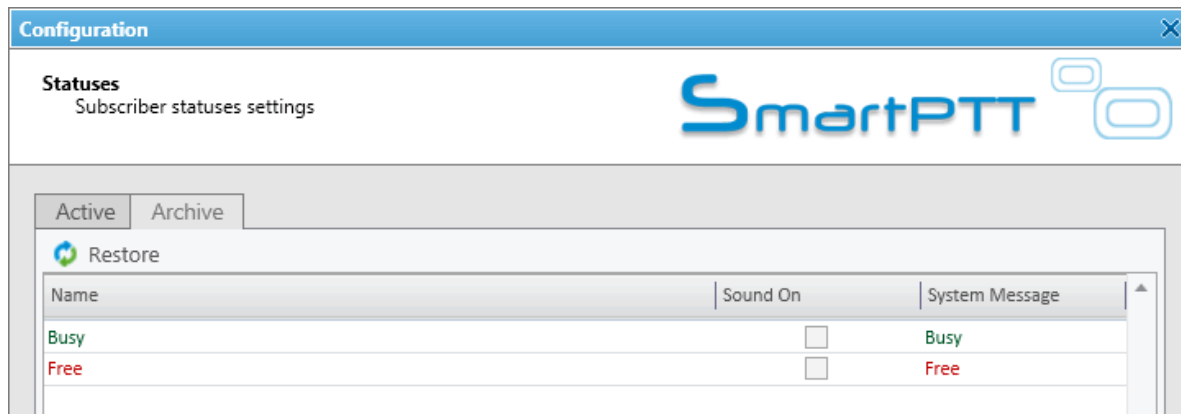 Configuration
Statuses
Subscriber statuses settings
SmartPTT
Active Archive
Restore
Name Sound On System Message
Busy Busy
Free Free